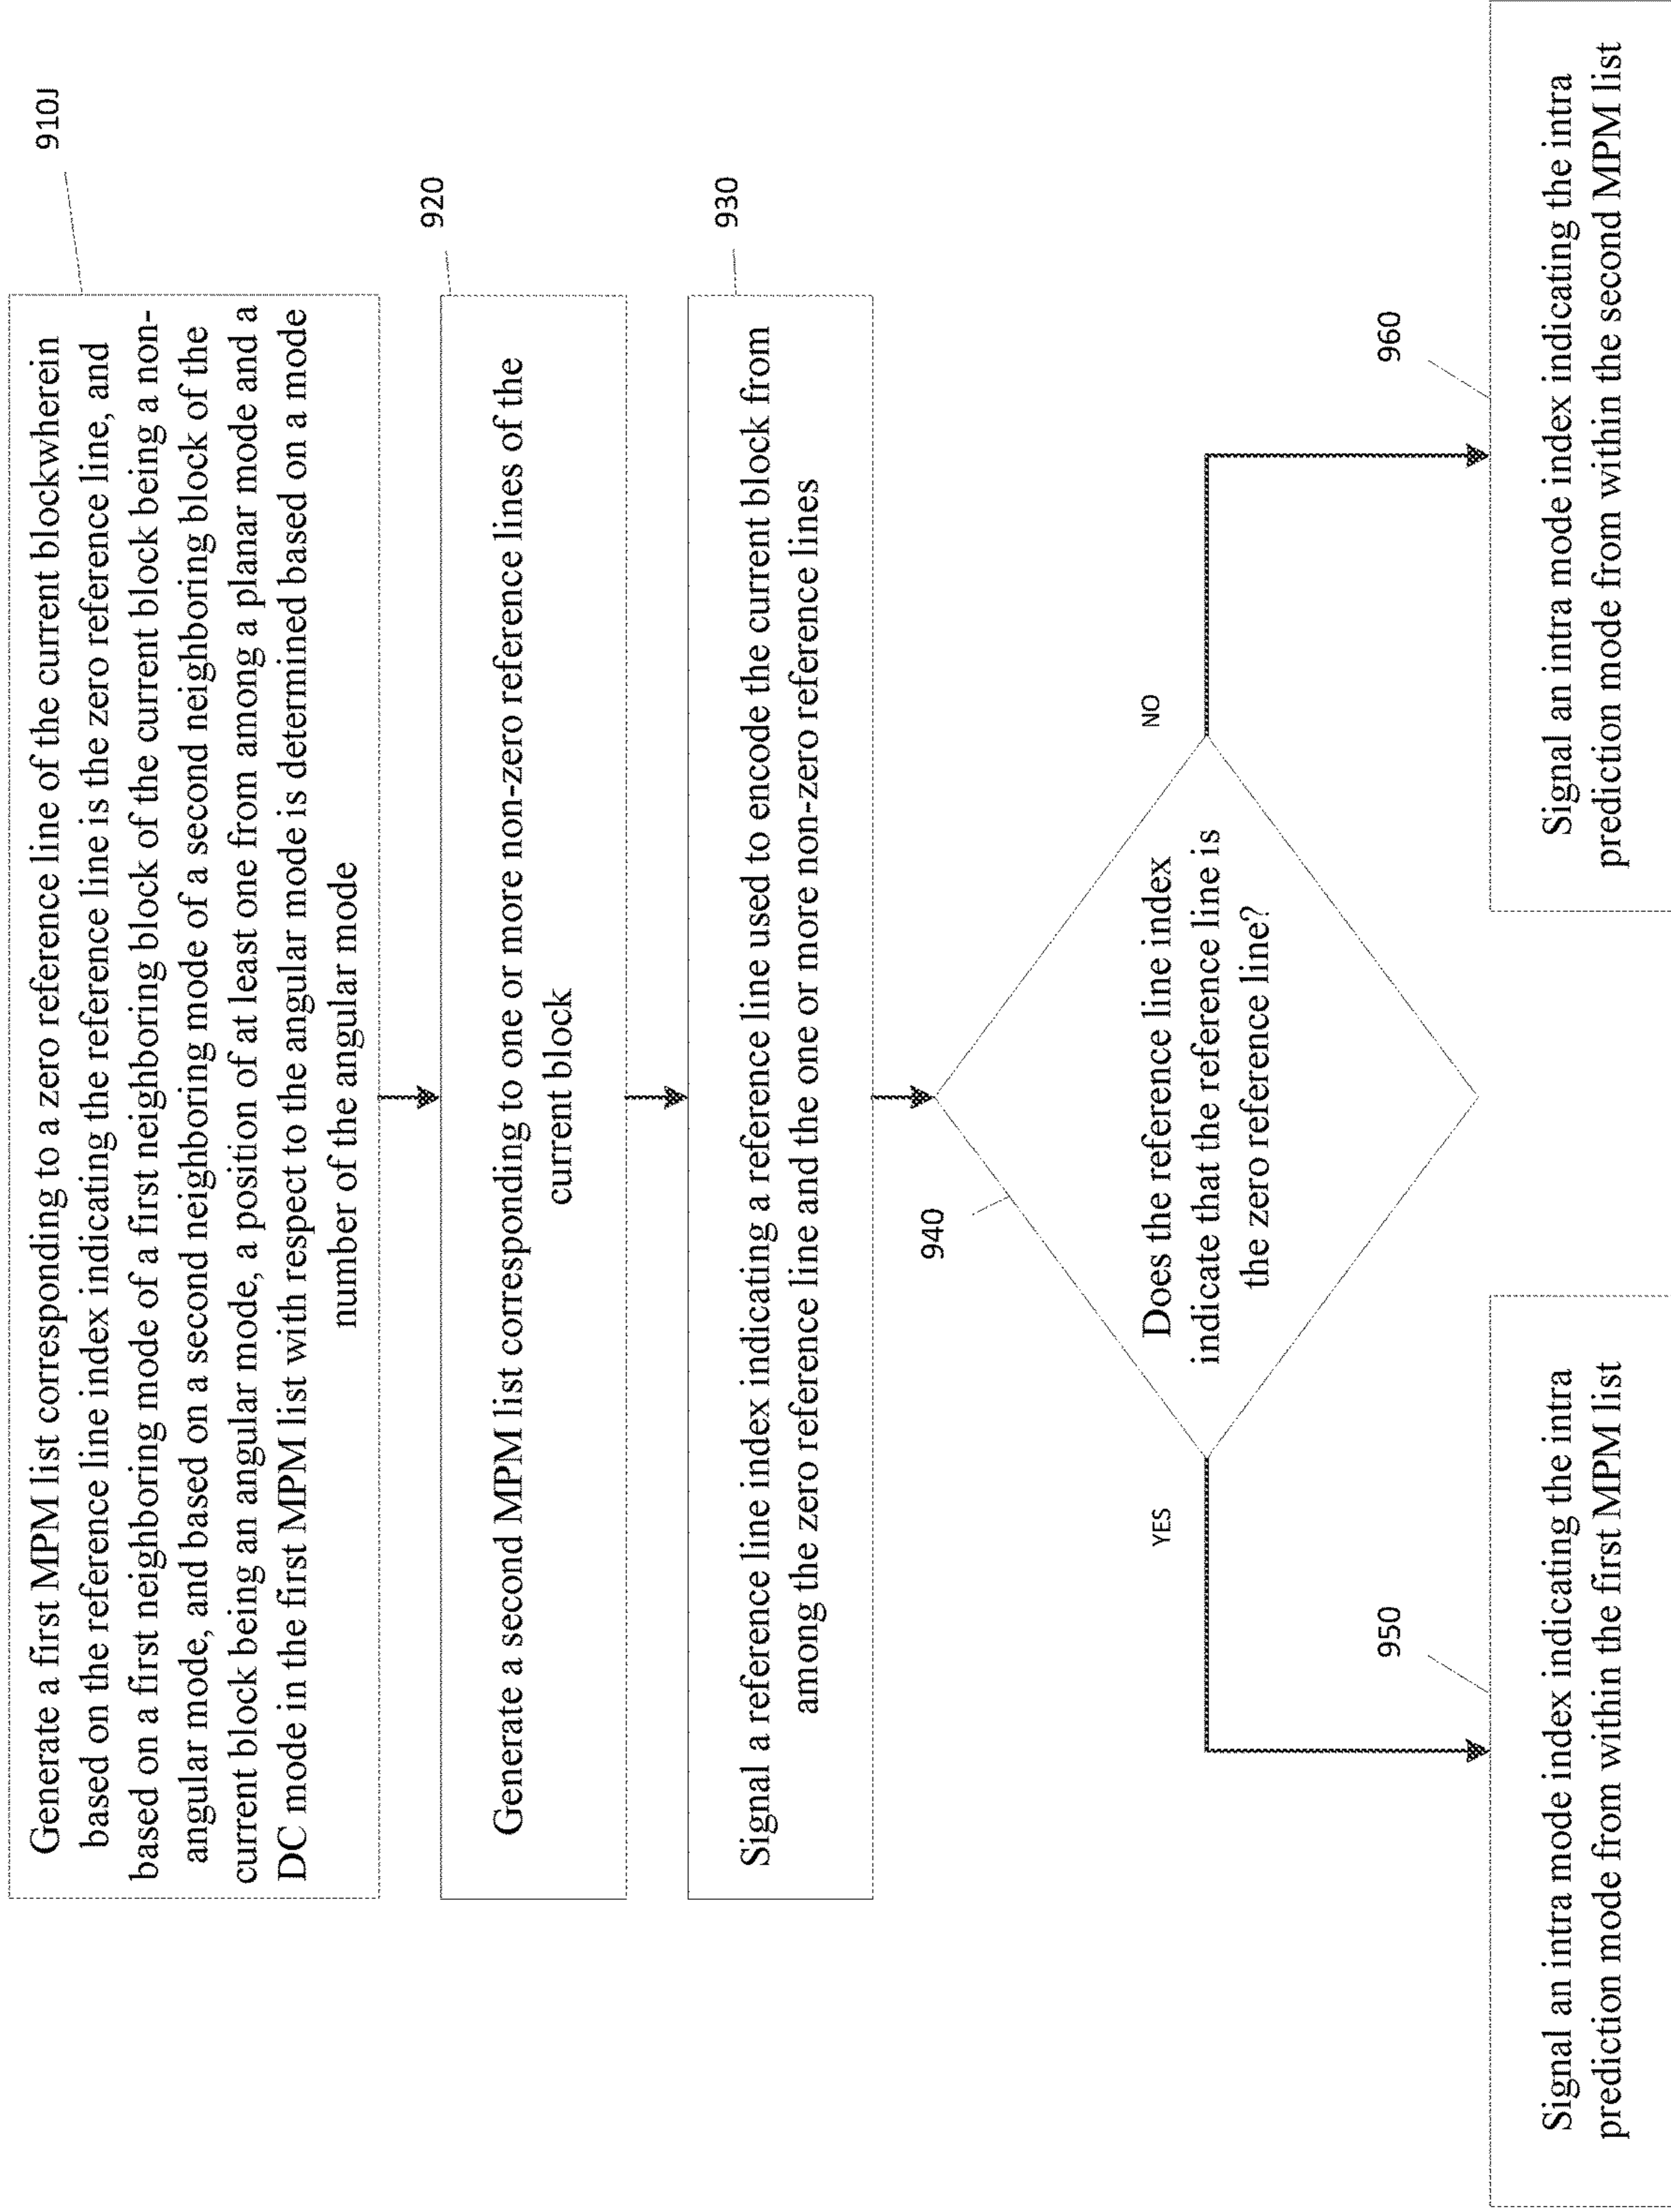 910J
Generate a first MPM list corresponding to a zero reference line of the current blockwherein
based on the reference line index indicating the reference line is the zero reference line, and
based on a first neighboring mode of a first neighboring block of the current block being a non-
angular mode, and based on a second neighboring mode of a second neighboring block of the
current block being an angular mode, a position of at least one from among a planar mode and a
DC mode in the first MPM list with respect to the angular mode is determined based on a mode
number of the angular mode
920
Generate a second MPM list corresponding to one or more non-zero reference lines of the
current block
930
Signal a reference line index indicating a reference line used to encode the current block from
among the zero reference line and the one or more non-zero reference lines
940
Does the reference line index
indicate that the reference line is
the zero reference line?
YES
NO
950
Signal an intra mode index indicating the intra
prediction mode from within the first MPM list
960
Signal an intra mode index indicating the intra
prediction mode from within the second MPM list